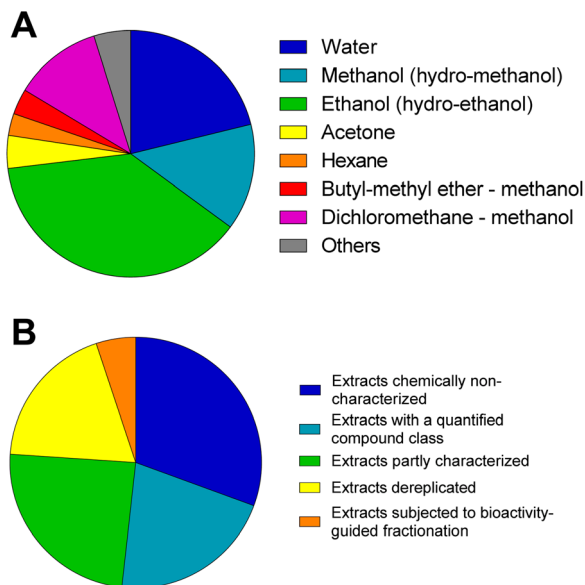 A
Water
Methanol (hydro-methanol)
Ethanol (hydro-ethanol)
Acetone
Hexane
Butyl-methyl ether - methanol
Dichloromethane - methanol
Others
B
Extracts chemically non-
characterized
Extracts with a quantified
compound class
Extracts partly characterized
Extracts dereplicated
Extracts subjected to bioactivity-
guided fractionation